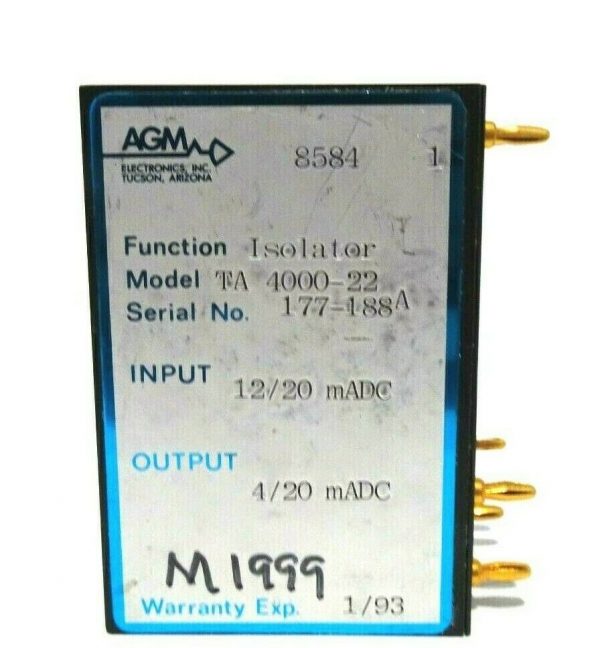 AGM
ELECTRONICS, INC.
TUCSON, ARIZONA
8584 1
Function Isolator
Model TA 4000-22
Serial No. 177-188A
INPUT 12/20 mADC
OUTPUT
4/20 mADC
M1999
Warranty Exp. 1/93